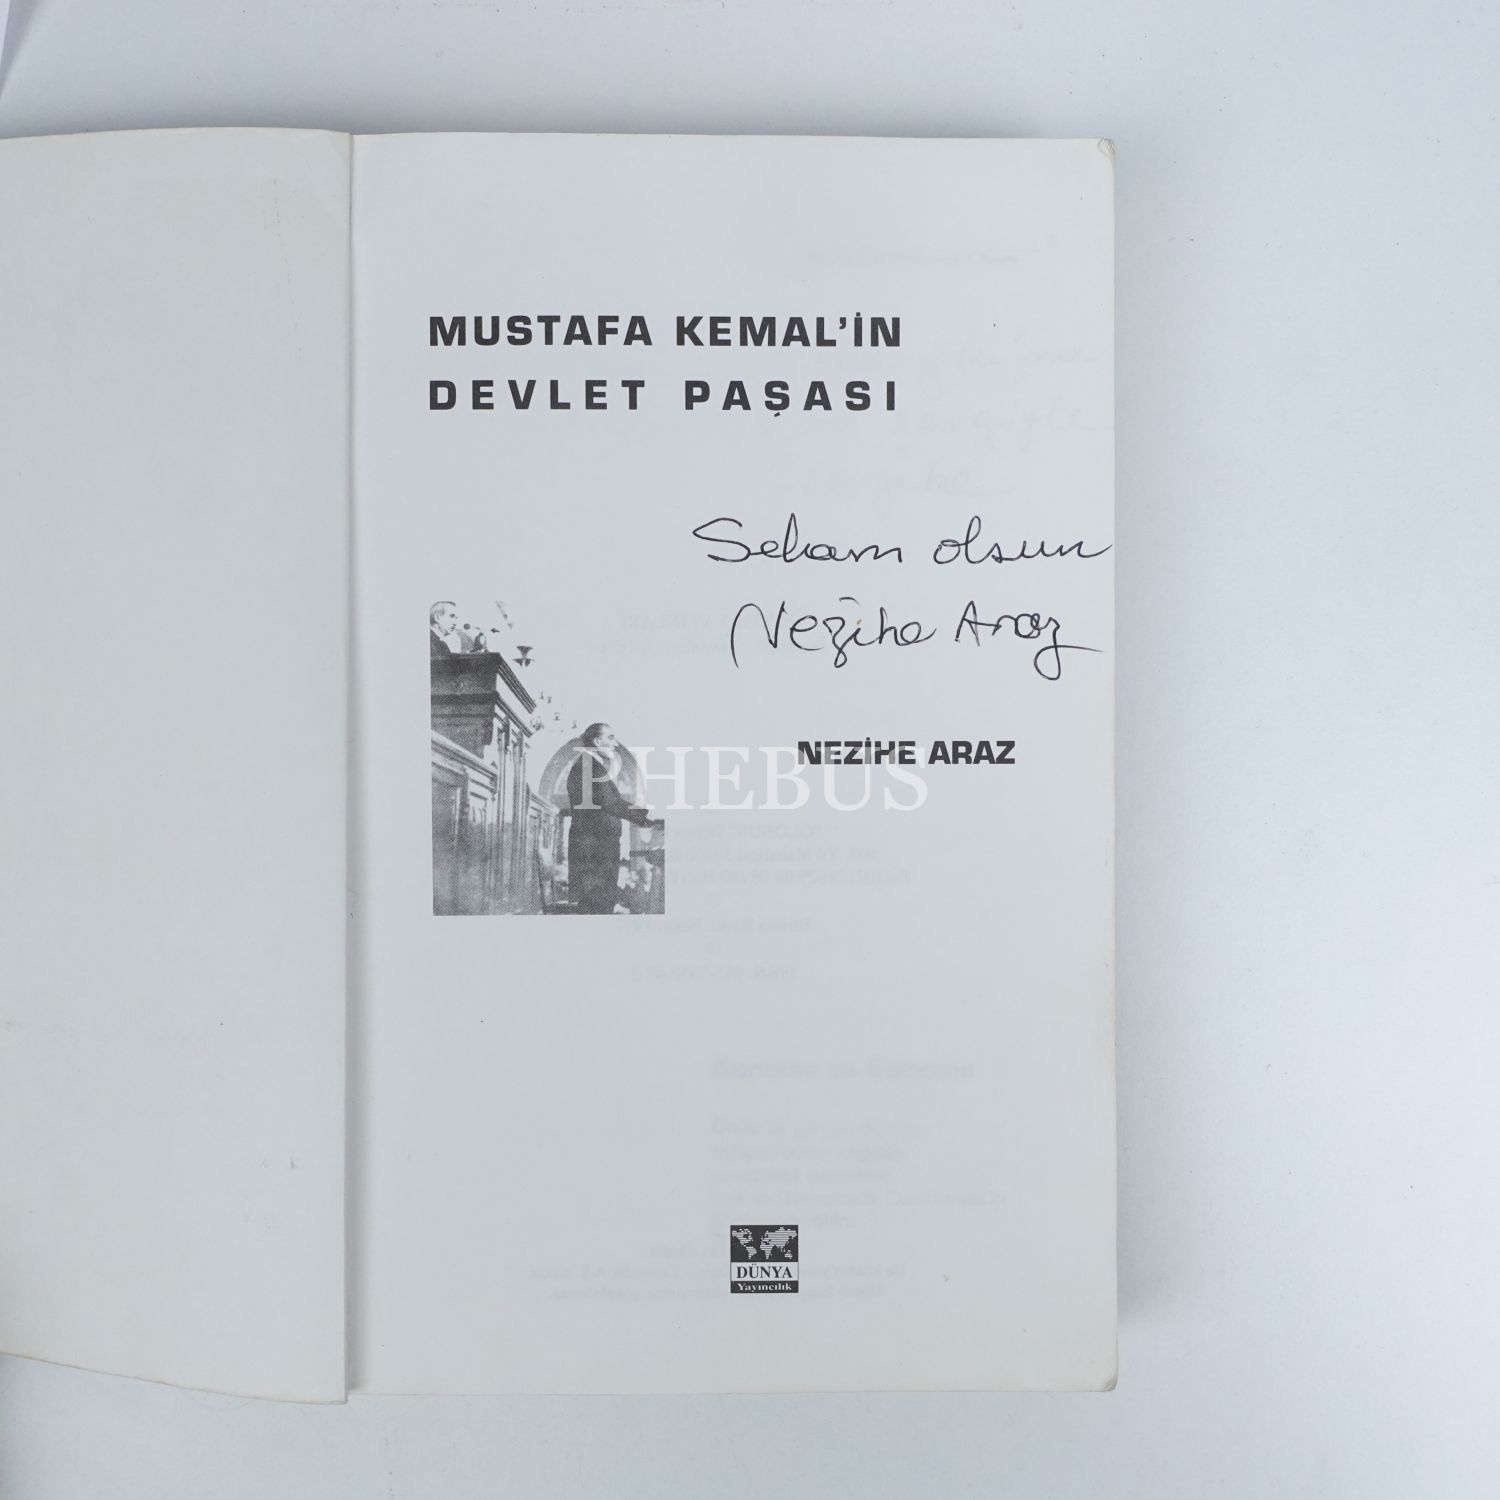 MUSTAFA KEMAL'İN
DEVLET PAŞASI
Selam olsun
Nezihe Araz
NEZİHE ARAZ
PHEBUS
DÜNYA
Yayıncılık